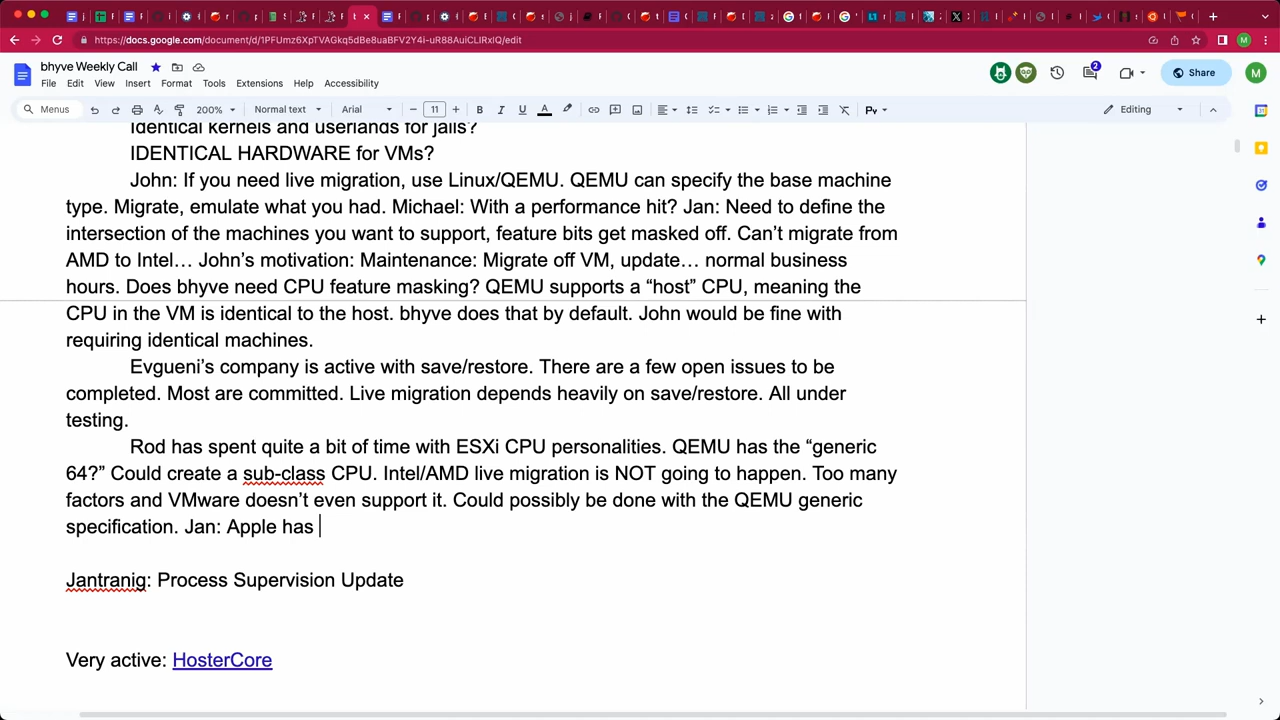 https://docs.google.com/document/d/1PFUmz6XpTVAGkq5dBe8uaBFV2Y4i-uR88AuiCLIRxIQ/edit
bhyve Weekly Call
File Edit View Insert Format Tools Extensions Help Accessibility
2
Share
M
Menus
200%
Normal text
Arial
11
Editing
Identical kernels and userlands for jails?
IDENTICAL HARDWARE for VMs?
John: If you need live migration, use Linux/QEMU. QEMU can specify the base machine
type. Migrate, emulate what you had. Michael: With a performance hit? Jan: Need to define the
intersection of the machines you want to support, feature bits get masked off. Can’t migrate from
AMD to Intel… John’s motivation: Maintenance: Migrate off VM, update… normal business
hours. Does bhyve need CPU feature masking? QEMU supports a “host” CPU, meaning the
CPU in the VM is identical to the host. bhyve does that by default. John would be fine with
requiring identical machines.
Evgueni’s company is active with save/restore. There are a few open issues to be
completed. Most are committed. Live migration depends heavily on save/restore. All under
testing.
Rod has spent quite a bit of time with ESXi CPU personalities. QEMU has the “generic
64?” Could create a sub-class CPU. Intel/AMD live migration is NOT going to happen. Too many
factors and VMware doesn’t even support it. Could possibly be done with the QEMU generic
specification. Jan: Apple has
Jantranig: Process Supervision Update
Very active: HosterCore